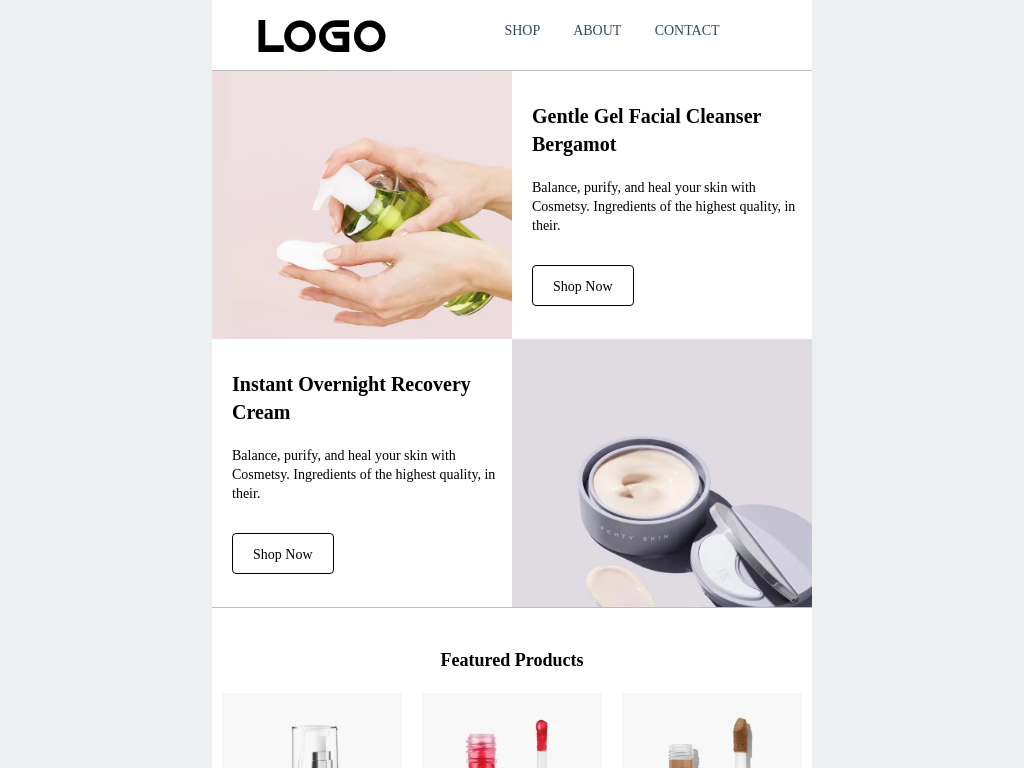 LOGO
SHOP ABOUT CONTACT
Gentle Gel Facial Cleanser
Bergamot
Balance, purify, and heal your skin with
Cosmetsy. Ingredients of the highest quality, in
their.
Shop Now
Instant Overnight Recovery
Cream
Balance, purify, and heal your skin with
Cosmetsy. Ingredients of the highest quality, in
their.
Shop Now
FENTY SKIN
Featured Products